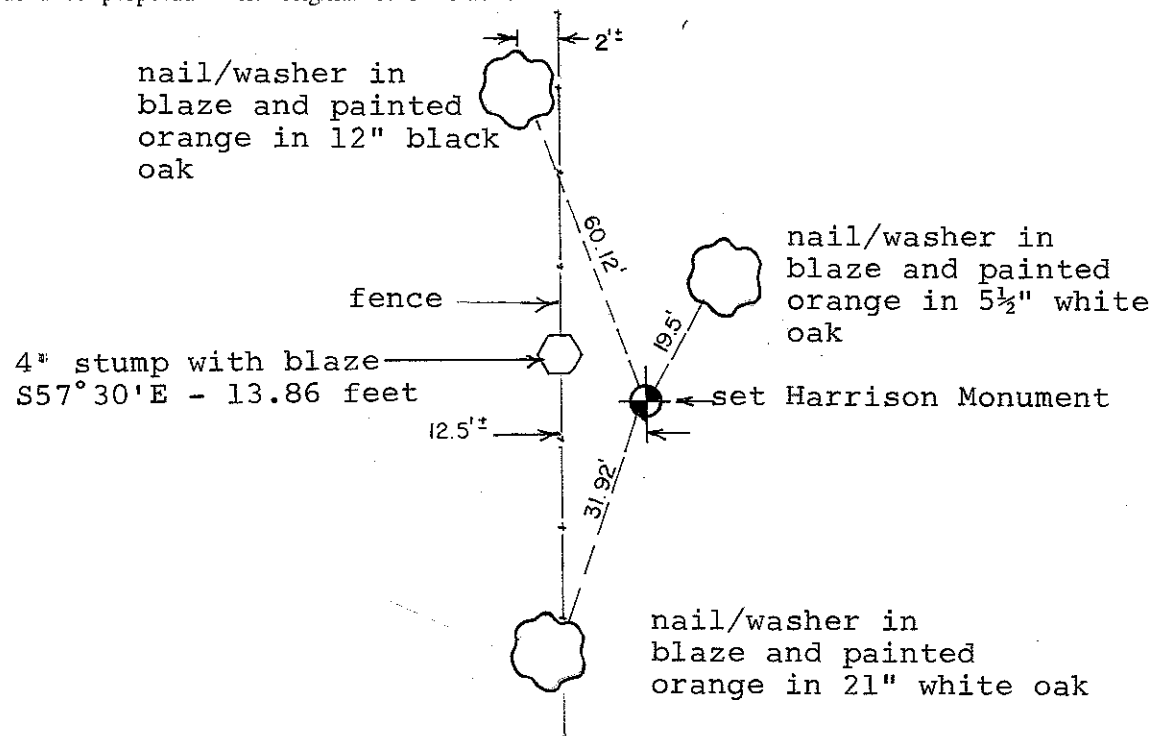 2'±
nail/washer in
blaze and painted
orange in 12" black
oak
60.12'
nail/washer in
blaze and painted
orange in 5½" white
oak
fence
19.5'
4" stump with blaze
S57°30'E - 13.86 feet
set Harrison Monument
12.5'±
31.92'
nail/washer in
blaze and painted
orange in 21" white oak